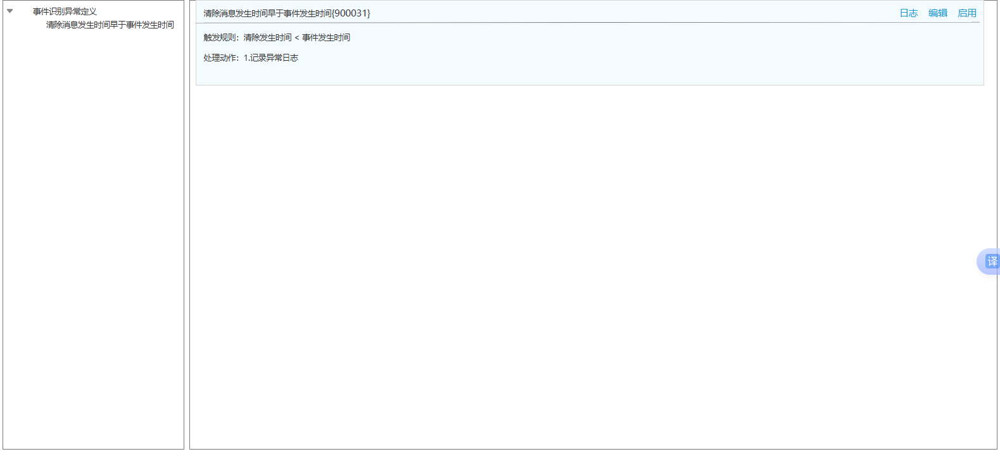 事件识别异常定义
清除消息发生时间早于事件发生时间
清除消息发生时间早于事件发生时间{900031}
日志 编辑 启用
触发规则：清除发生时间 < 事件发生时间
处理动作：1.记录异常日志
译